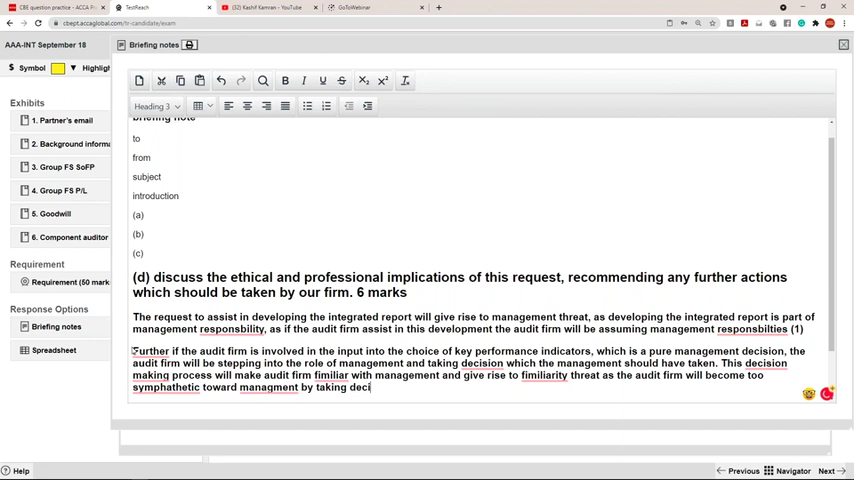 CBE question practice - ACCA P
TestReach
(32) Kashif Kamran - YouTube
GoToWebinar
cbept.accaglobal.com/tr-candidate/exam
AAA-INT September 18
Briefing notes
Symbol
Highligh
Heading 3
Exhibits
1. Partner's email
2. Background informa
3. Group FS SoFP
4. Group FS P/L
5. Goodwill
6. Component auditor
Requirement
Requirement (50 mark
Response Options
Briefing notes
Spreadsheet
briefing note
to
from
subject
introduction
(a)
(b)
(c)
(d) discuss the ethical and professional implications of this request, recommending any further actions
which should be taken by our firm. 6 marks
The request to assist in developing the integrated report will give rise to management threat, as developing the integrated report is part of
management responsbility, as if the audit firm assist in this development the audit firm will be assuming management responsbilties (1)
Further if the audit firm is involved in the input into the choice of key performance indicators, which is a pure management decision, the
audit firm will be stepping into the role of management and taking decision which the management should have taken. This decision
making process will make audit firm fimiliar with management and give rise to fimiliarity threat as the audit firm will become too
symphathetic toward managment by taking deci
Help
Previous
Navigator
Next